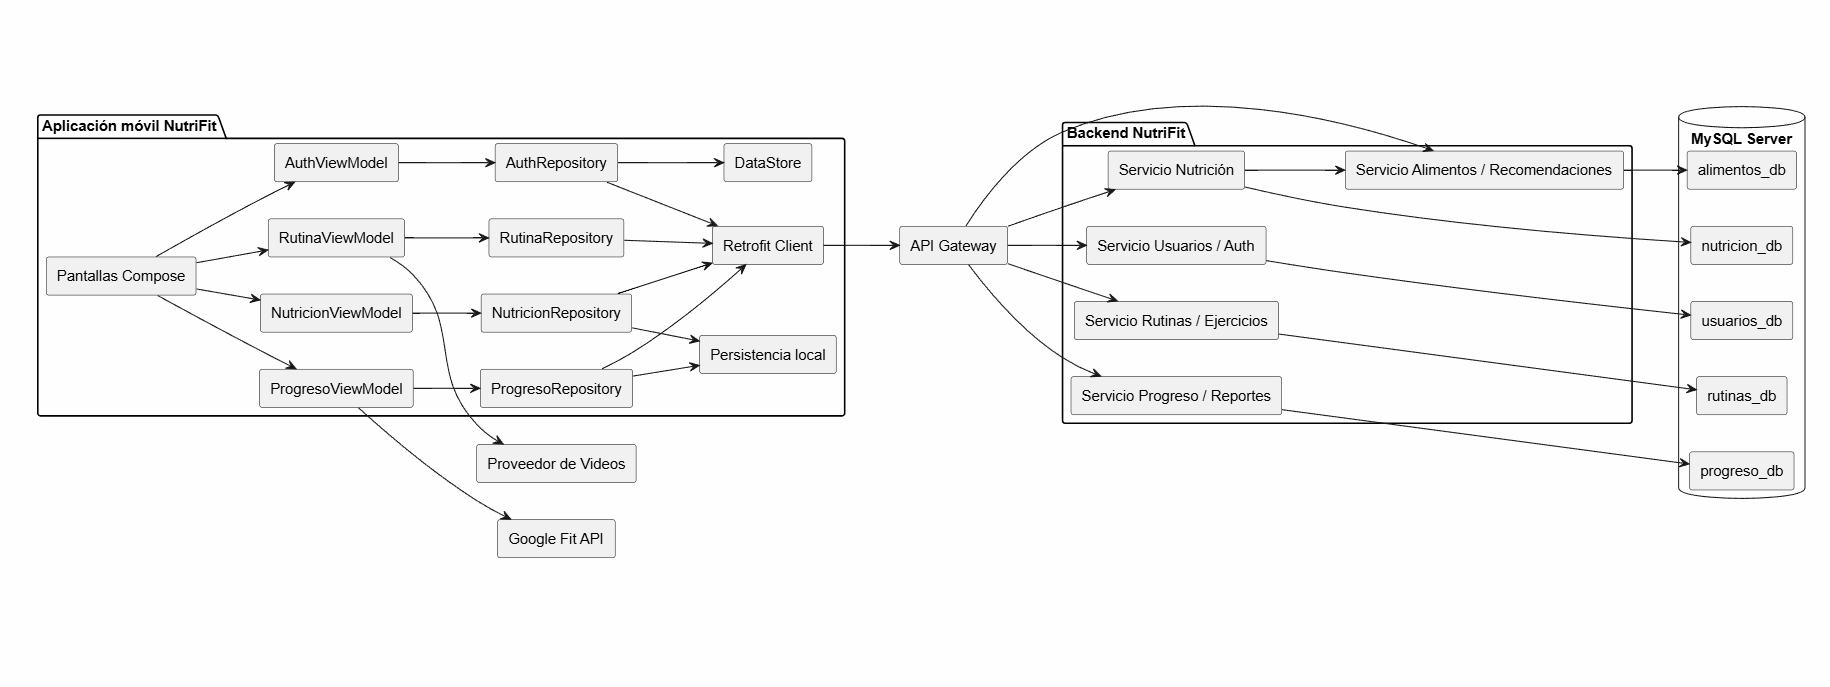 Aplicación móvil NutriFit
AuthViewModel
AuthRepository
DataStore
RutinaViewModel
RutinaRepository
Retrofit Client
Pantallas Compose
NutricionViewModel
NutricionRepository
Persistencia local
ProgresoViewModel
ProgresoRepository
Proveedor de Videos
Google Fit API
API Gateway
Backend NutriFit
Servicio Nutrición
Servicio Alimentos / Recomendaciones
Servicio Usuarios / Auth
Servicio Rutinas / Ejercicios
Servicio Progreso / Reportes
MySQL Server
alimentos_db
nutricion_db
usuarios_db
rutinas_db
progreso_db